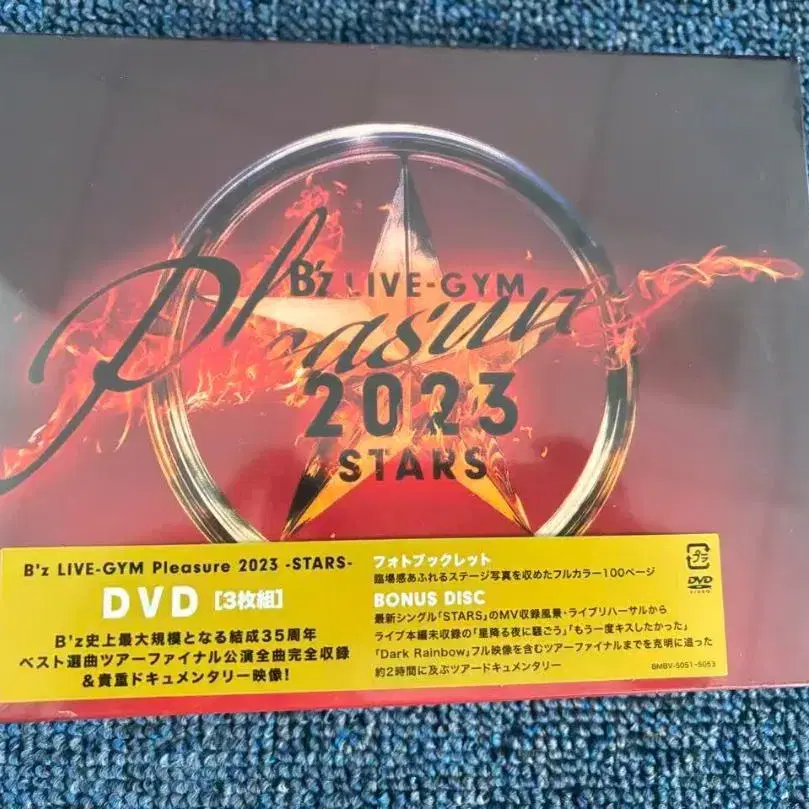 B'z LIVE-GYM
Pleasure
2023
STARS
B'z LIVE-GYM Pleasure 2023 -STARS-
DVD [3枚組]
B'z史上最大規模となる結成35周年
ベスト選曲ツアーファイナル公演全曲完全収録
&貴重ドキュメンタリー映像!
フォトブックレット
臨場感あふれるステージ写真を収めたフルカラー100ページ
BONUS DISC
最新シングル「STARS」のMV収録風景・ライブリハーサルから
ライブ本編未収録の「星降る夜に騒ごう」「もう一度キスしたかった」
「Dark Rainbow」フル映像を含むツアーファイナルまでを克明に追った
約2時間に及ぶツアードキュメンタリー
プラ
DVD
VIDEO
BMBV-5051~5053